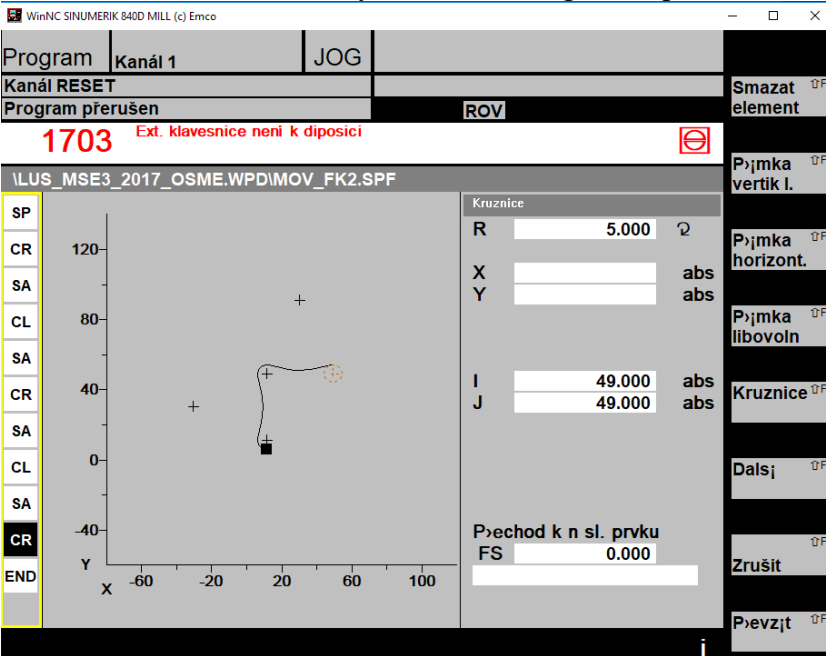 WinNC SINUMERIK 840D MILL (c) Emco
Program Kanál 1 JOG
Kanál RESET
Program přerušen ROV
1703 Ext. klavesnice neni k diposici
\LUS_MSE3_2017_OSME.WPD\MOV_FK2.SPF
SP
CR
SA
CL
SA
CR
SA
CL
SA
CR
END
120
80
40
0
-40
Y
X -60 -20 20 60 100
Kruznice
R 5.000
X abs
Y abs
I 49.000 abs
J 49.000 abs
P›echod k n sl. prvku
FS 0.000
Smazat
element
P›¡mka
vertik l.
P›¡mka
horizont.
P›¡mka
libovoln
Kruznice
Dals¡
Zrušit
P›evz¡t
i